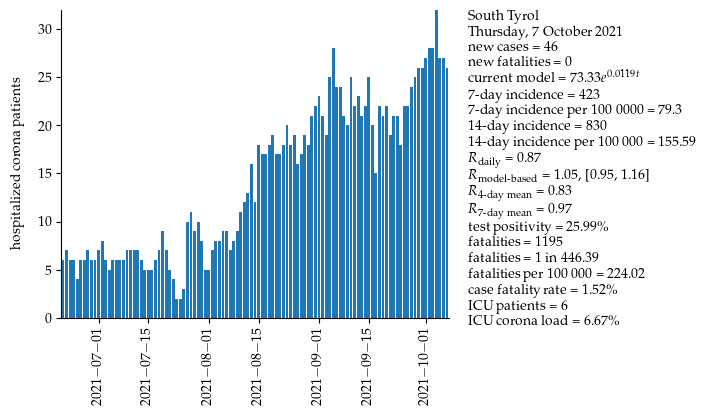 South Tyrol
Thursday, 7 October 2021
new cases = 46
new fatalities = 0
current model = 73.33e^0.0119t
7-day incidence = 423
7-day incidence per 100 0000 = 79.3
14-day incidence = 830
14-day incidence per 100 000 = 155.59
R_daily = 0.87
R_model-based = 1.05, [0.95, 1.16]
R_4-day mean = 0.83
R_7-day mean = 0.97
test positivity = 25.99%
fatalities = 1195
fatalities = 1 in 446.39
fatalities per 100 000 = 224.02
case fatality rate = 1.52%
ICU patients = 6
ICU corona load = 6.67%
hospitalized corona patients
30
25
20
15
10
5
0
2021-07-01
2021-07-15
2021-08-01
2021-08-15
2021-09-01
2021-09-15
2021-10-01